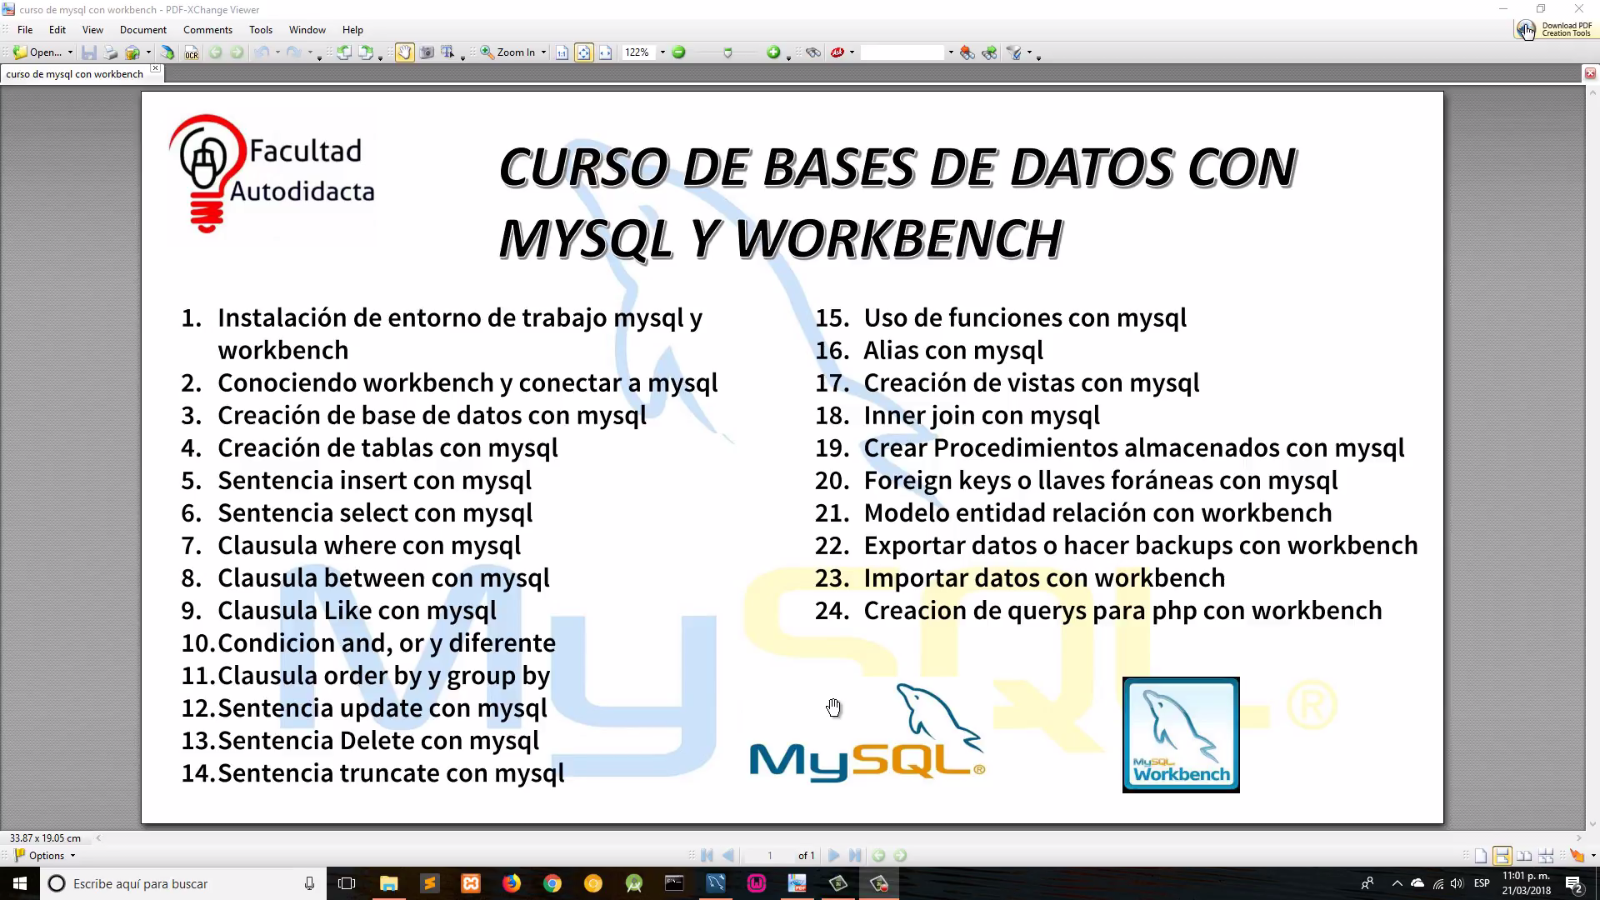 curso de mysql con workbench - PDF-XChange Viewer
File Edit View Document Comments Tools Window Help
Download PDF
Creation Tools
Open... OCR Zoom In 122%
curso de mysql con workbench
Facultad
Autodidacta
CURSO DE BASES DE DATOS CON
MYSQL Y WORKBENCH
1. Instalación de entorno de trabajo mysql y
workbench
2. Conociendo workbench y conectar a mysql
3. Creación de base de datos con mysql
4. Creación de tablas con mysql
5. Sentencia insert con mysql
6. Sentencia select con mysql
7. Clausula where con mysql
8. Clausula between con mysql
9. Clausula Like con mysql
10. Condicion and, or y diferente
11. Clausula order by y group by
12. Sentencia update con mysql
13. Sentencia Delete con mysql
14. Sentencia truncate con mysql
15. Uso de funciones con mysql
16. Alias con mysql
17. Creación de vistas con mysql
18. Inner join con mysql
19. Crear Procedimientos almacenados con mysql
20. Foreign keys o llaves foráneas con mysql
21. Modelo entidad relación con workbench
22. Exportar datos o hacer backups con workbench
23. Importar datos con workbench
24. Creacion de querys para php con workbench
MySQL®
MySQL®
MySQL
Workbench
33.87 x 19.05 cm
Options 1 of 1
Escribe aquí para buscar
ESP
11:01 p. m.
21/03/2018
2